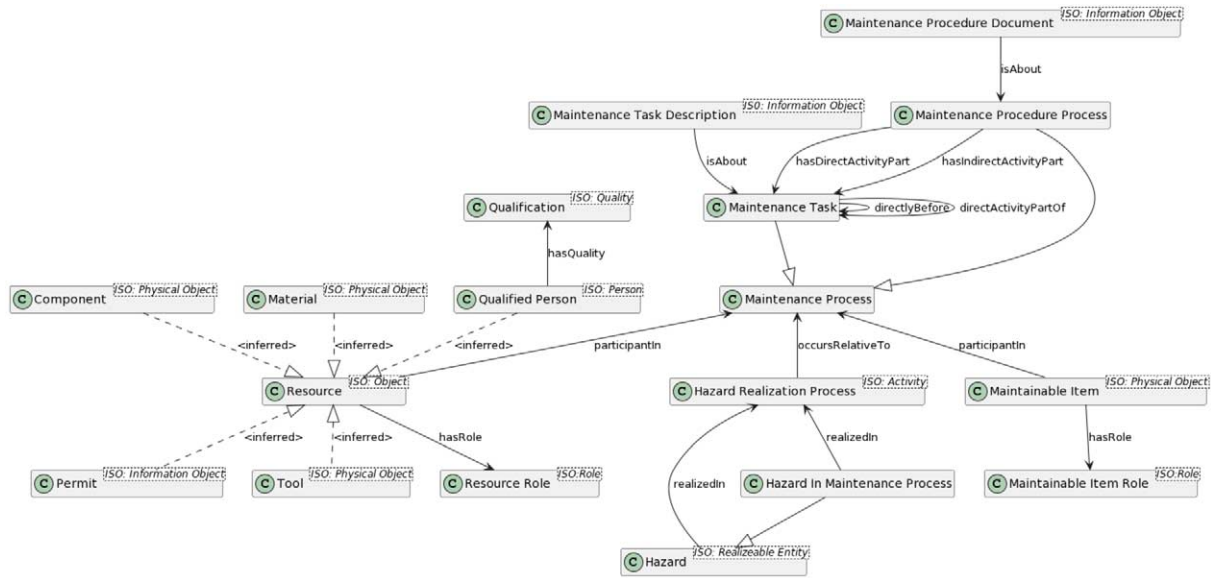 C Maintenance Procedure Document ISO: Information Object
isAbout
C Maintenance Task Description IS0: Information Object
C Maintenance Procedure Process
isAbout
hasDirectActivityPart
hasIndirectActivityPart
C Qualification ISO: Quality
C Maintenance Task
directlyBefore
directActivityPartOf
hasQuality
C Component ISO: Physical Object
C Material ISO: Physical Object
C Qualified Person ISO: Person
C Maintenance Process
<inferred>
<inferred>
<inferred>
participantIn
occursRelativeTo
participantIn
C Resource ISO: Object
C Hazard Realization Process ISO: Activity
C Maintainable Item ISO: Physical Object
<inferred>
<inferred>
hasRole
realizedIn
hasRole
C Permit ISO: Information Object
C Tool ISO: Physical Object
C Resource Role ISO:Role
realizedIn
C Hazard In Maintenance Process
C Maintainable Item Role ISO:Role
C Hazard ISO: Realizeable Entity